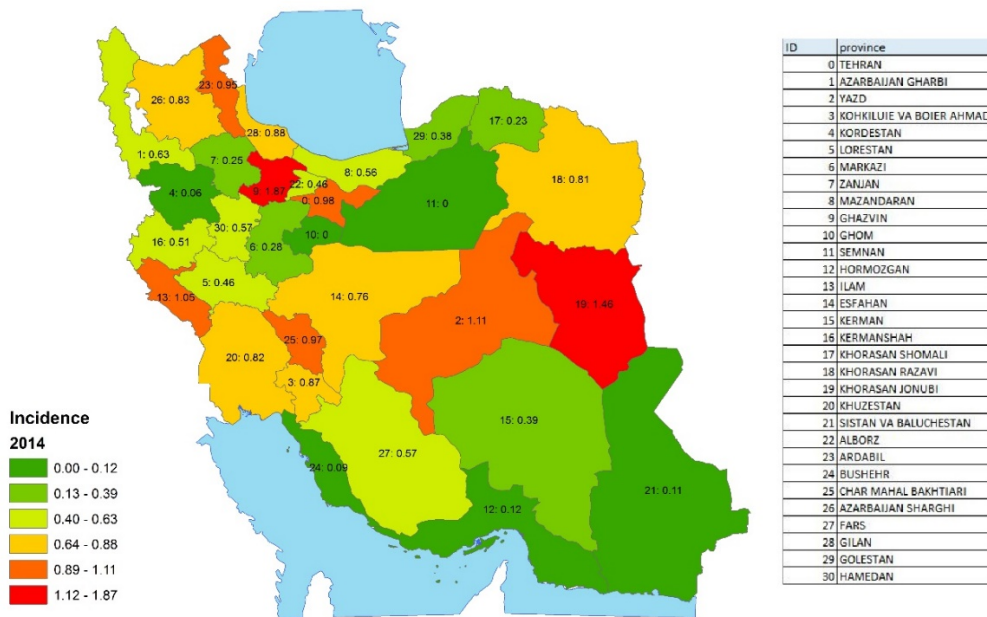 23: 0.95
26: 0.83
28: 0.88
17: 0.23
29: 0.38
1: 0.63
7: 0.25
8: 0.56
18: 0.81
4: 0.06
9: 1.87
22: 0.46
0: 0.98
11: 0
30: 0.57
10: 0
16: 0.51
6: 0.28
5: 0.46
13: 1.05
14: 0.76
19: 1.46
2: 1.11
25: 0.97
20: 0.82
3: 0.87
15: 0.39
27: 0.57
24: 0.09
12: 0.12
21: 0.11
Incidence
2014
0.00 - 0.12
0.13 - 0.39
0.40 - 0.63
0.64 - 0.88
0.89 - 1.11
1.12 - 1.87
ID province
0 TEHRAN
1 AZARBAIJAN GHARBI
2 YAZD
3 KOHKILUIE VA BOIER AHMAD
4 KORDESTAN
5 LORESTAN
6 MARKAZI
7 ZANJAN
8 MAZANDARAN
9 GHAZVIN
10 GHOM
11 SEMNAN
12 HORMOZGAN
13 ILAM
14 ESFAHAN
15 KERMAN
16 KERMANSHAH
17 KHORASAN SHOMALI
18 KHORASAN RAZAVI
19 KHORASAN JONUBI
20 KHUZESTAN
21 SISTAN VA BALUCHESTAN
22 ALBORZ
23 ARDABIL
24 BUSHEHR
25 CHAR MAHAL BAKHTIARI
26 AZARBAIJAN SHARGHI
27 FARS
28 GILAN
29 GOLESTAN
30 HAMEDAN